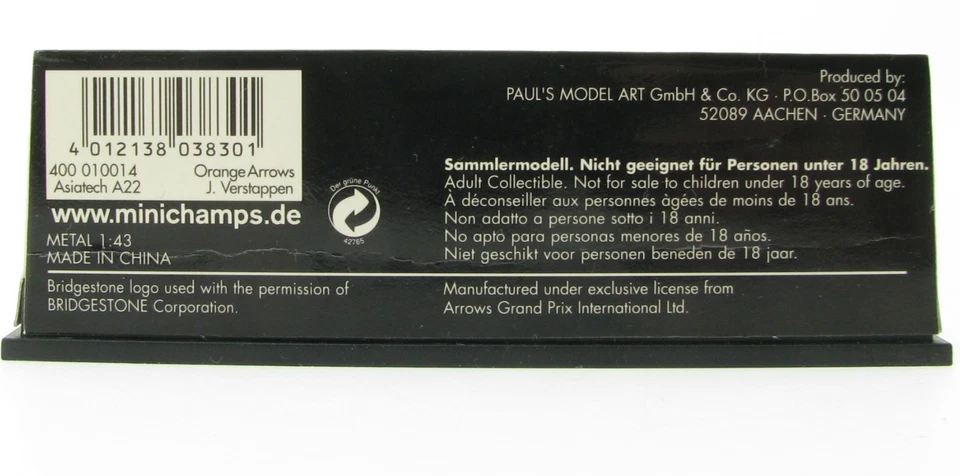 4 012138 038301
400 010014 Orange Arrows
Asiatech A22 J. Verstappen
www.minichamps.de
METAL 1:43
MADE IN CHINA
Bridgestone logo used with the permission of
BRIDGESTONE Corporation.
Der grüne Punkt
42765
Produced by:
PAUL'S MODEL ART GmbH & Co. KG · P.O.Box 50 05 04
52089 AACHEN · GERMANY
Sammlermodell. Nicht geeignet für Personen unter 18 Jahren.
Adult Collectible. Not for sale to children under 18 years of age.
À déconseiller aux personnés âgées de moins de 18 ans.
Non adatto a persone sotto i 18 anni.
No apto para personas menores de 18 años.
Niet geschikt voor personen beneden de 18 jaar.
Manufactured under exclusive license from
Arrows Grand Prix International Ltd.